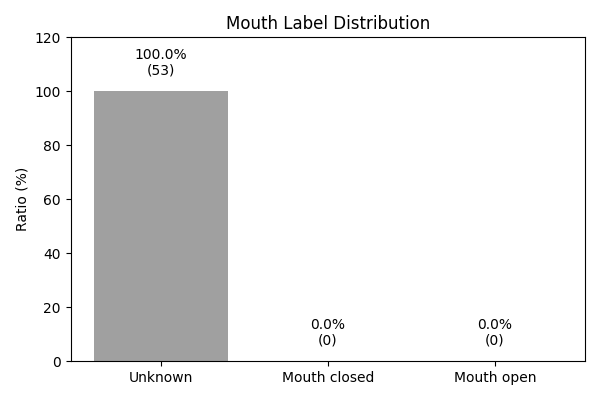 Mouth Label Distribution
120
100
80
60
40
20
0
Ratio (%)
100.0%
(53)
0.0%
(0)
0.0%
(0)
Unknown
Mouth closed
Mouth open